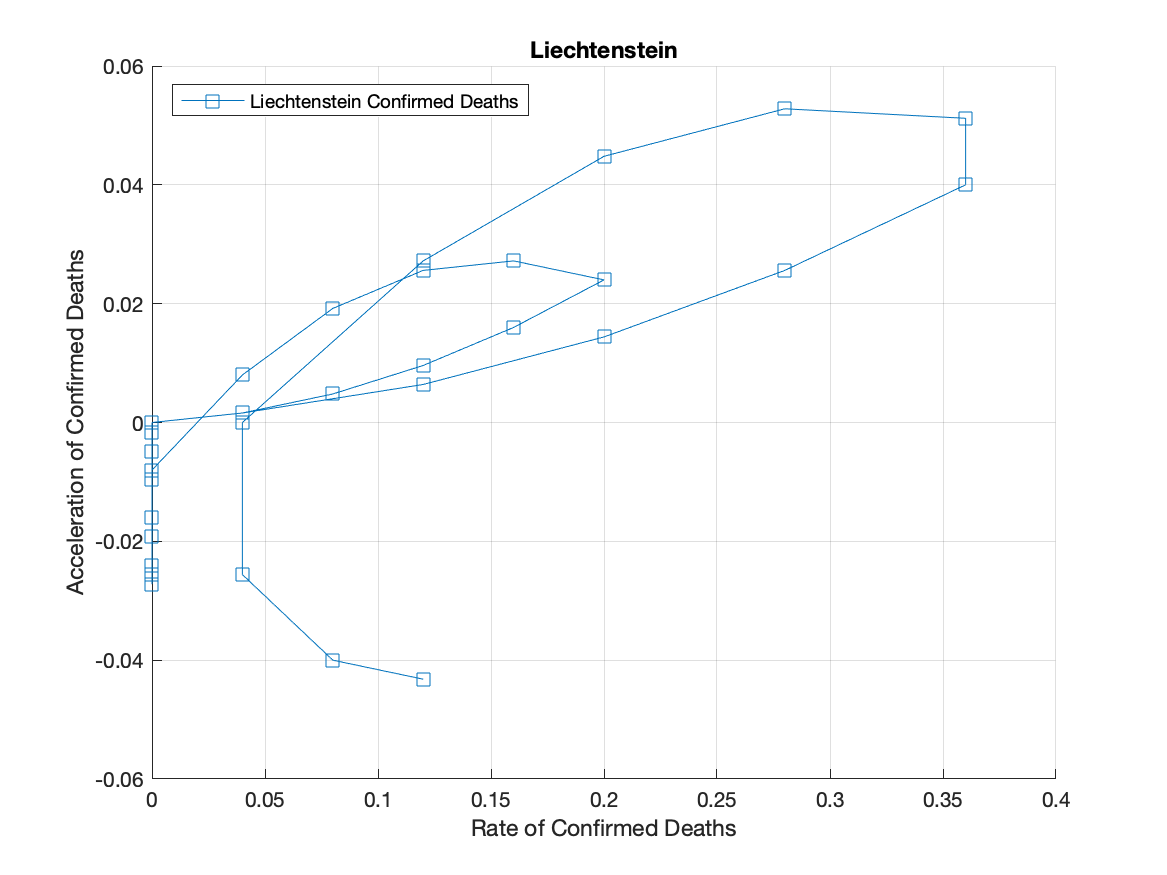 Liechtenstein
Liechtenstein Confirmed Deaths
0.06
0.04
0.02
0
-0.02
-0.04
-0.06
Acceleration of Confirmed Deaths
0 0.05 0.1 0.15 0.2 0.25 0.3 0.35 0.4
Rate of Confirmed Deaths